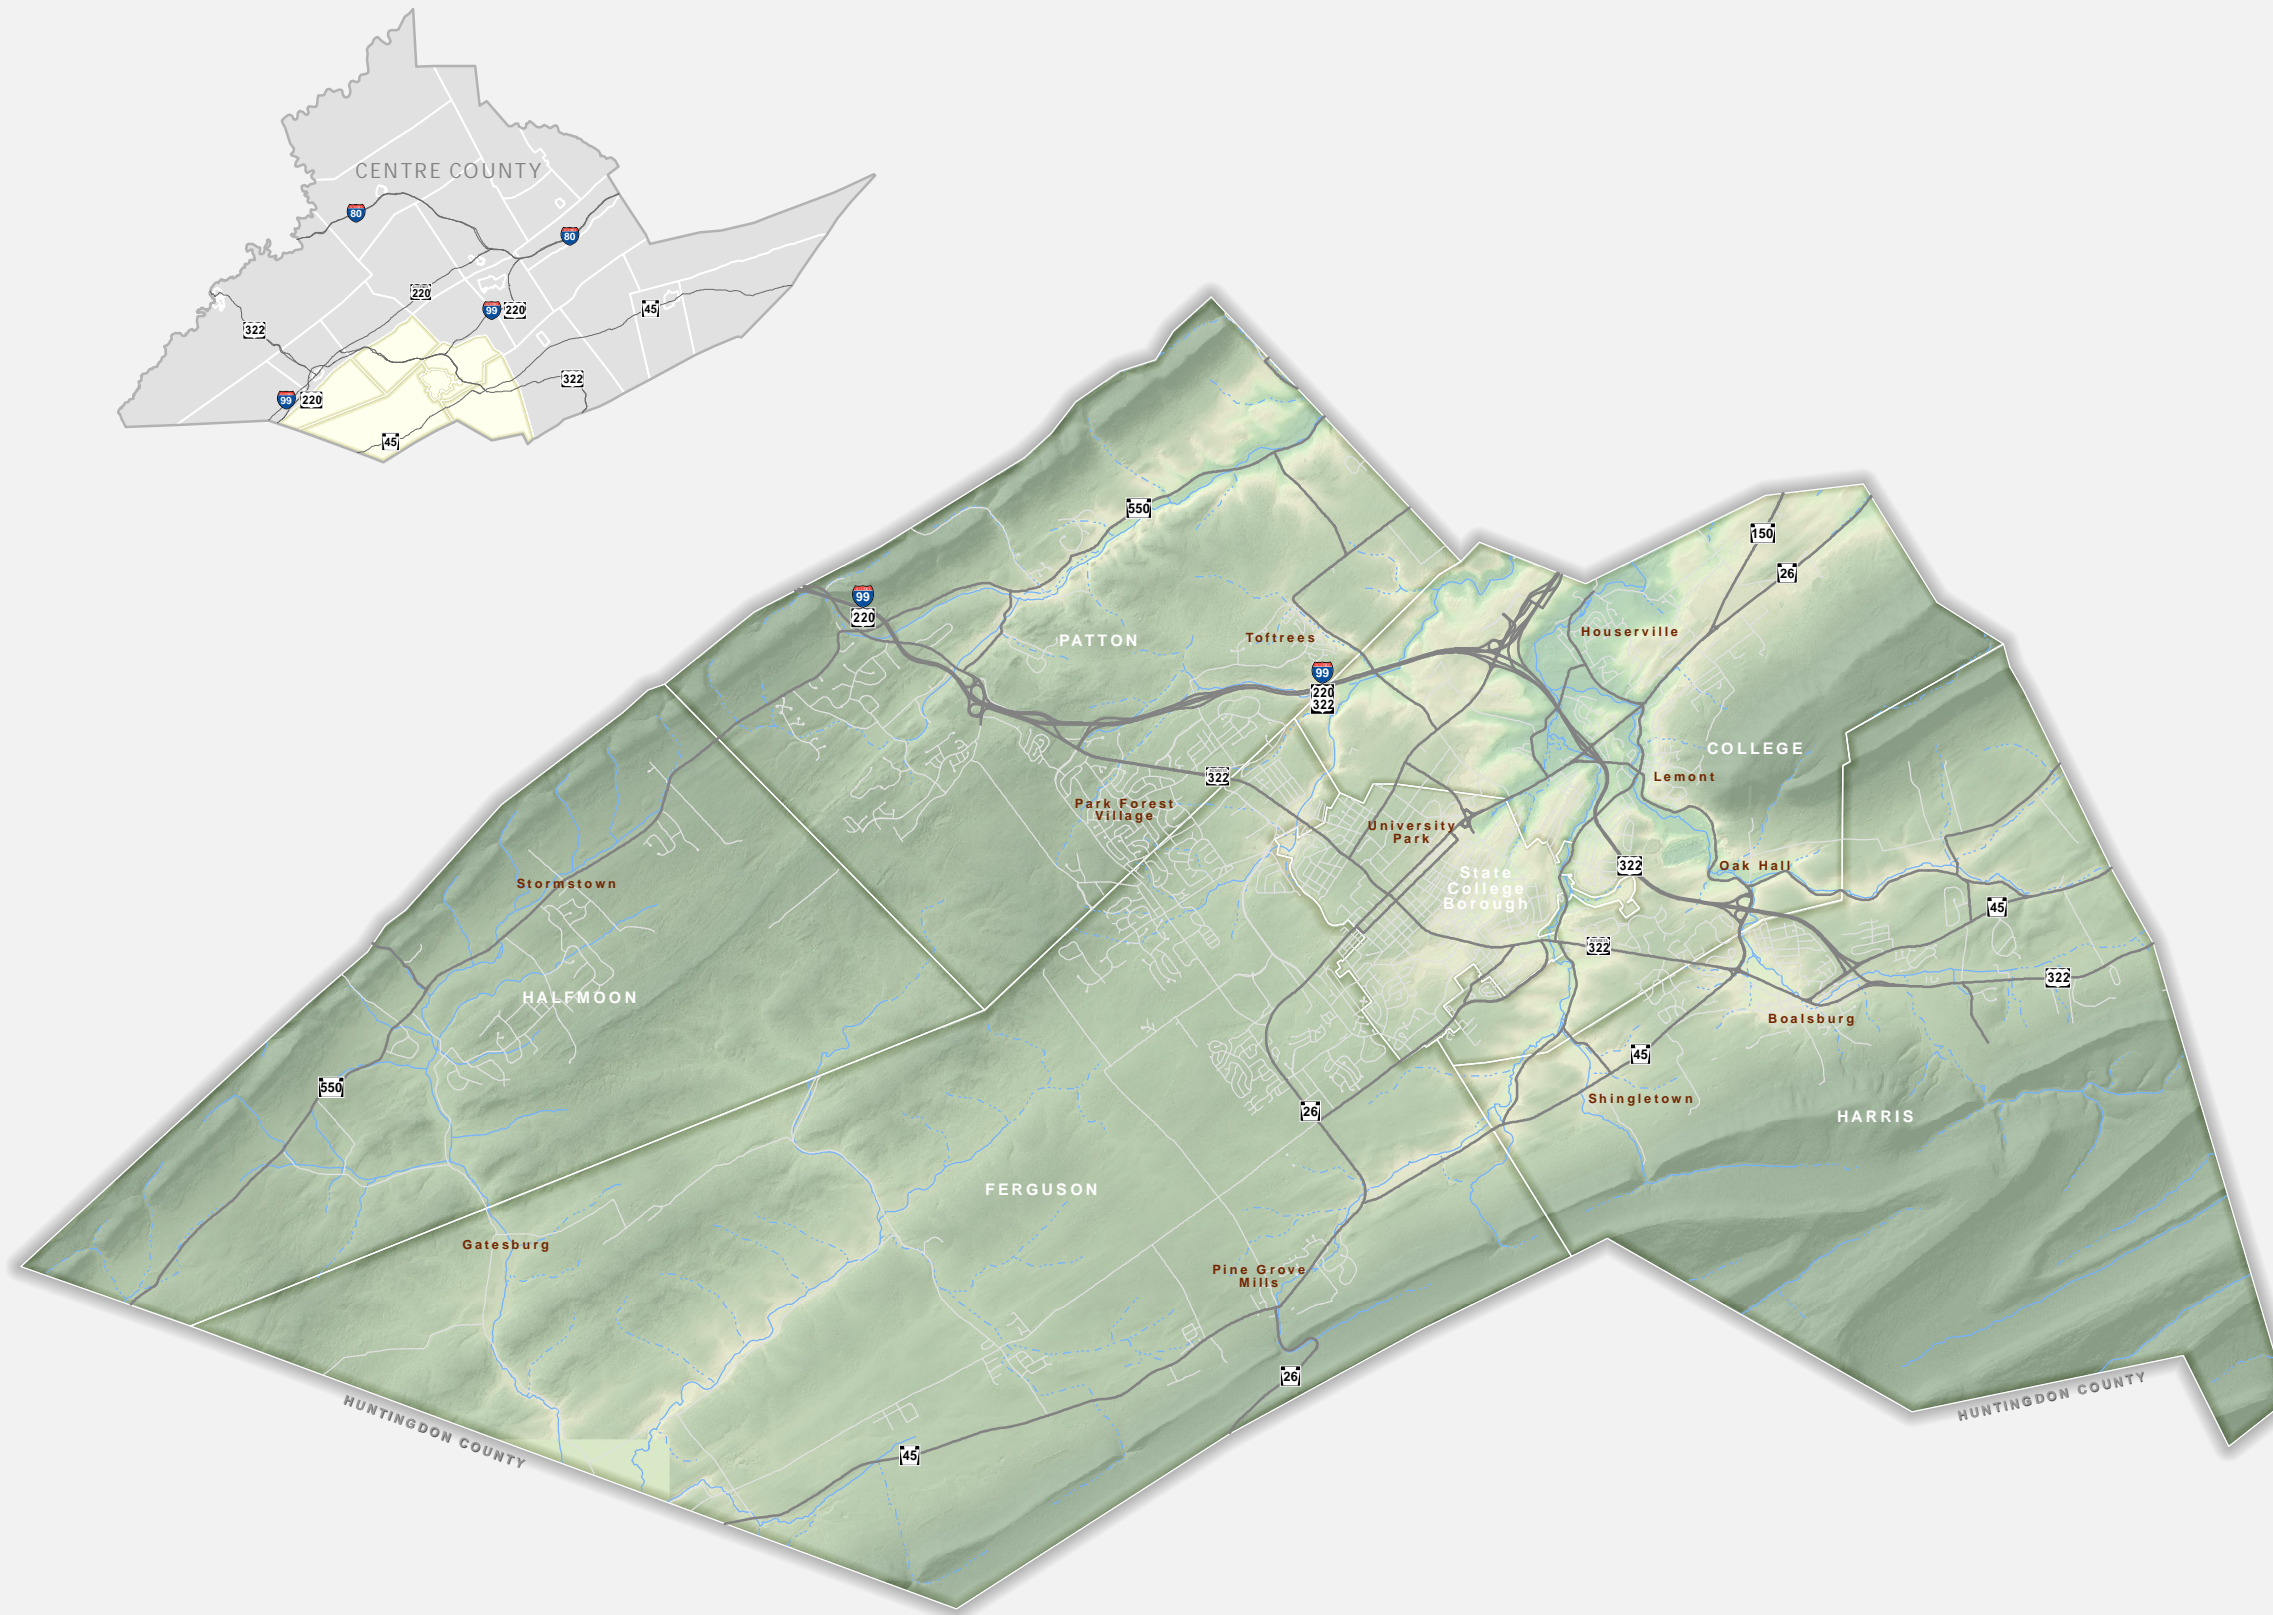 CENTRE COUNTY
80
80
220
99
220
45
322
322
99
220
45
550
150
26
99
220
Toftrees
Houserville
PATTON
99
220
322
COLLEGE
322
Lemont
Park Forest
Village
University
Park
322
Oak Hall
State
College
Borough
Stormstown
45
322
322
HALFMOON
Boalsburg
45
550
Shingletown
26
HARRIS
FERGUSON
Gatesburg
Pine Grove
Mills
26
HUNTINGDON COUNTY
HUNTINGDON COUNTY
45